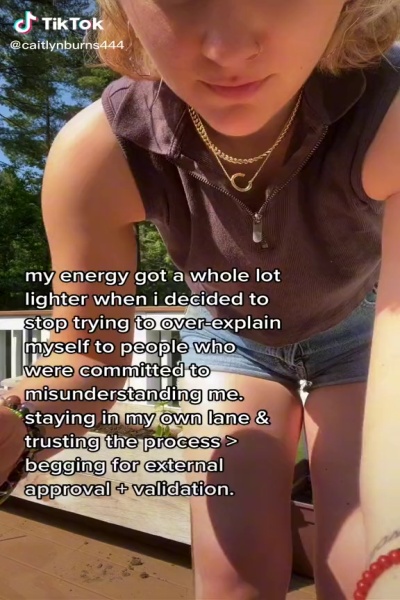 TikTok
@caitlynburns444
my energy got a whole lot
lighter when i decided to
stop trying to over-explain
myself to people who
were committed to
misunderstanding me.
staying in my own lane &
trusting the process >
begging for external
approval + validation.